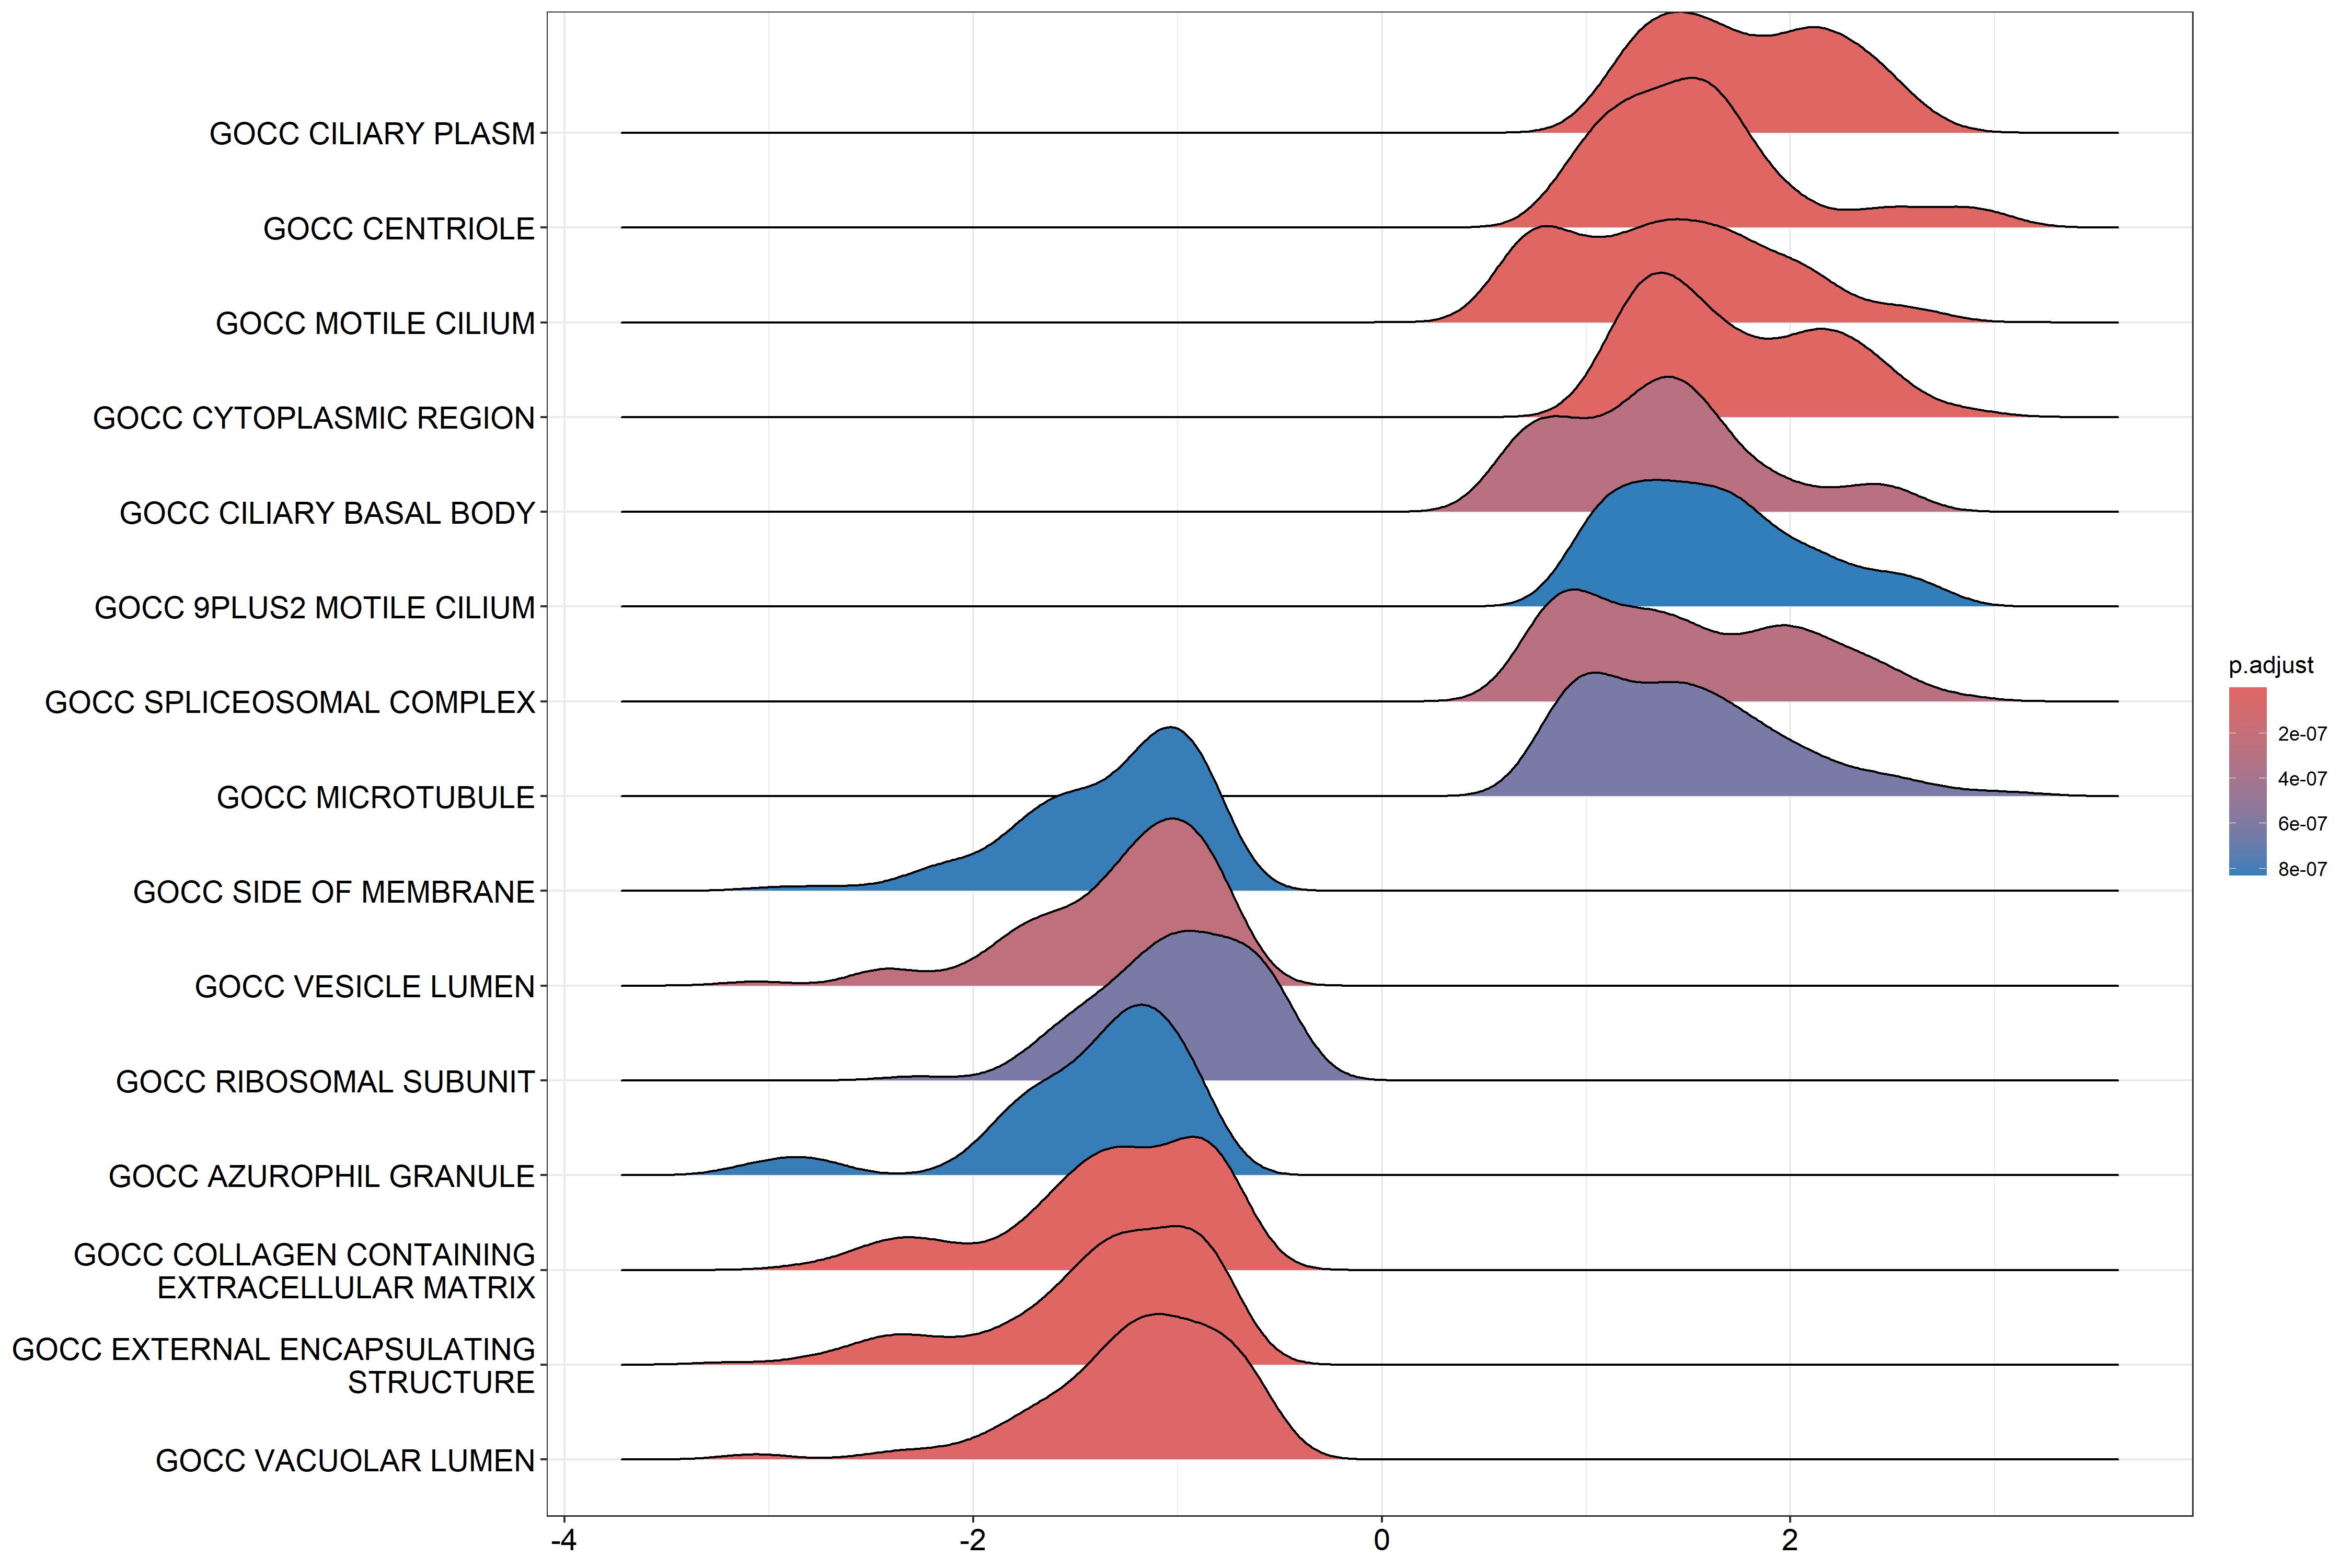 GOCC CILIARY PLASM
GOCC CENTRIOLE
GOCC MOTILE CILIUM
GOCC CYTOPLASMIC REGION
GOCC CILIARY BASAL BODY
GOCC 9PLUS2 MOTILE CILIUM
GOCC SPLICEOSOMAL COMPLEX
GOCC MICROTUBULE
GOCC SIDE OF MEMBRANE
GOCC VESICLE LUMEN
GOCC RIBOSOMAL SUBUNIT
GOCC AZUROPHIL GRANULE
GOCC COLLAGEN CONTAINING
EXTRACELLULAR MATRIX
GOCC EXTERNAL ENCAPSULATING
STRUCTURE
GOCC VACUOLAR LUMEN
-4 -2 0 2
p.adjust
2e-07
4e-07
6e-07
8e-07